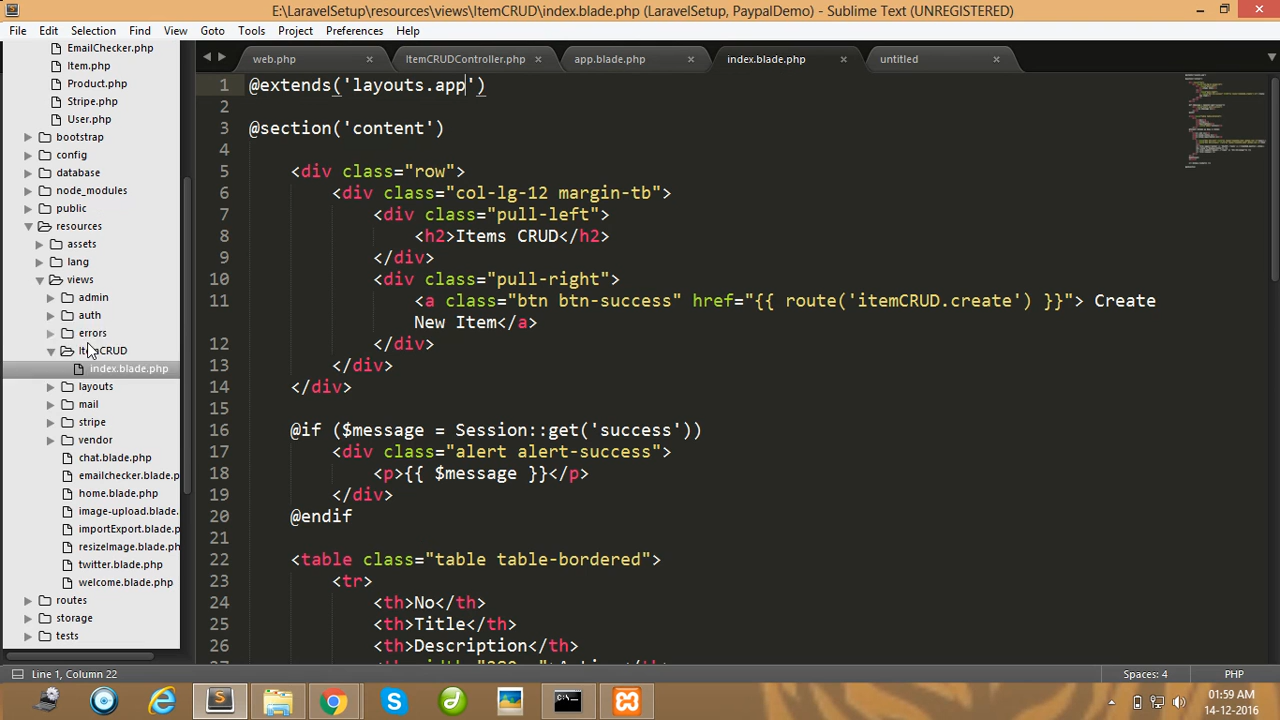 E:\LaravelSetup\resources\views\ItemCRUD\index.blade.php (LaravelSetup, PaypalDemo) - Sublime Text (UNREGISTERED)
File Edit Selection Find View Goto Tools Project Preferences Help
EmailChecker.php
Item.php
Product.php
Stripe.php
User.php
bootstrap
config
database
node_modules
public
resources
assets
lang
views
admin
auth
errors
index.blade.php
layouts
mail
stripe
vendor
chat.blade.php
emailchecker.blade.p
home.blade.php
image-upload.blade.
importExport.blade.p
resizeImage.blade.ph
twitter.blade.php
welcome.blade.php
routes
storage
tests
web.php ItemCRUDController.php app.blade.php index.blade.php untitled
1 @extends('layouts.app')
2
3 @section('content')
4
5 <div class="row">
6 <div class="col-lg-12 margin-tb">
7 <div class="pull-left">
8 <h2>Items CRUD</h2>
9 </div>
10 <div class="pull-right">
11 <a class="btn btn-success" href="{{ route('itemCRUD.create') }}"> Create
New Item</a>
12 </div>
13 </div>
14 </div>
15
16 @if ($message = Session::get('success'))
17 <div class="alert alert-success">
18 <p>{{ $message }}</p>
19 </div>
20 @endif
21
22 <table class="table table-bordered">
23 <tr>
24 <th>No</th>
25 <th>Title</th>
26 <th>Description</th>
Line 1, Column 22 Spaces: 4 PHP
01:59 AM
14-12-2016